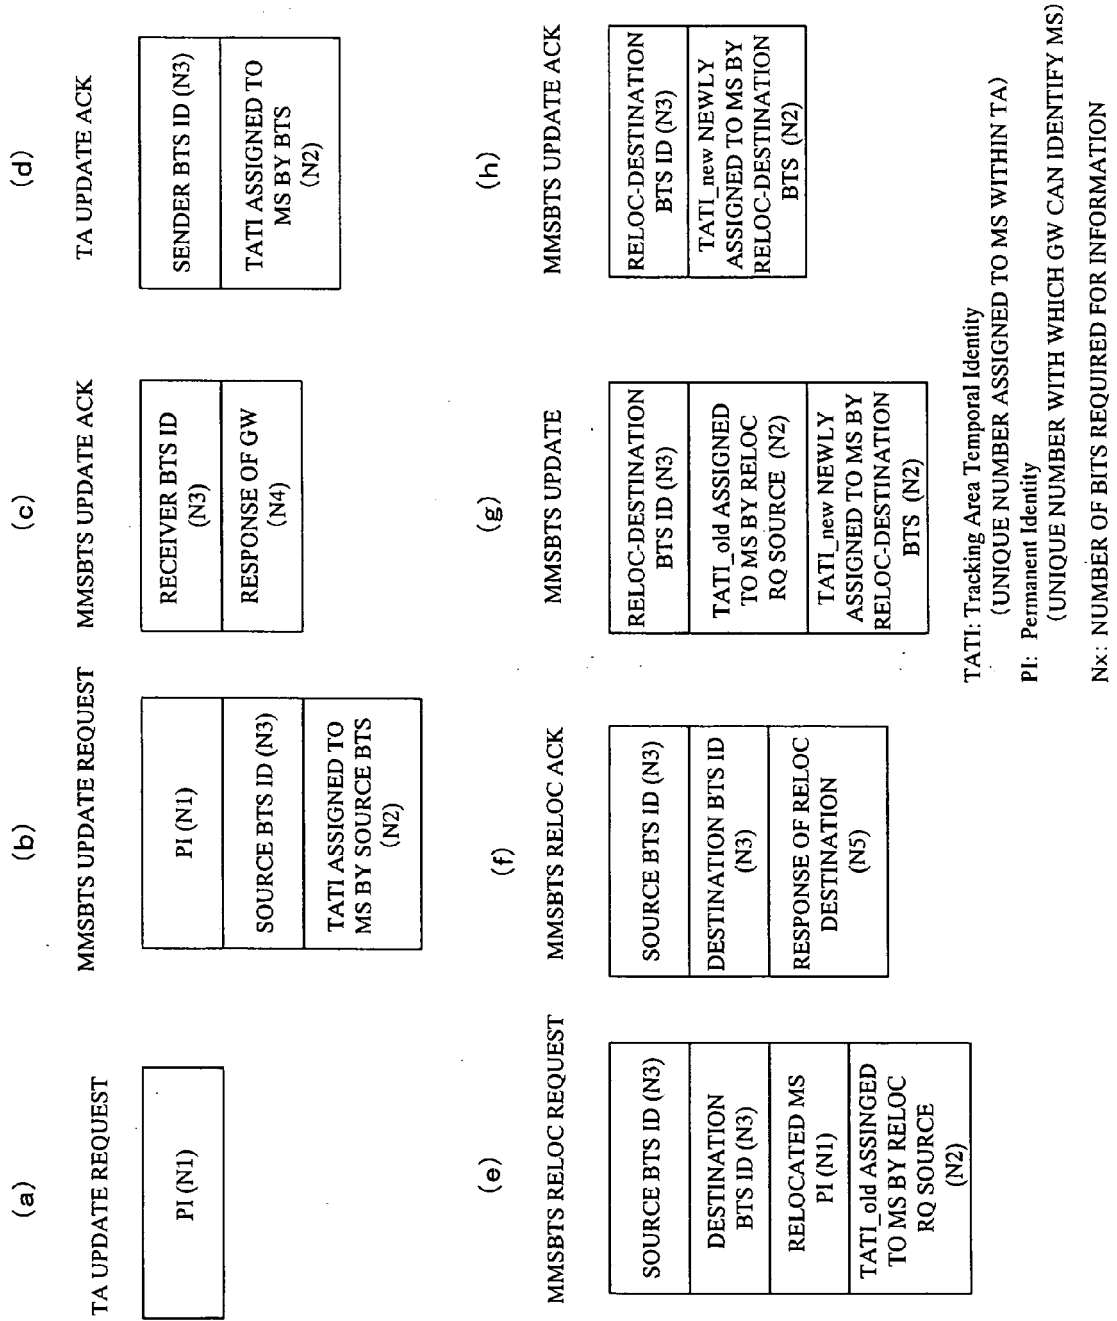 (a)
TA UPDATE REQUEST
PI (N1)
(b)
MMSBTS UPDATE REQUEST
PI (N1)
SOURCE BTS ID (N3)
TATI ASSIGNED TO
MS BY SOURCE BTS
(N2)
(c)
MMSBTS UPDATE ACK
RECEIVER BTS ID
(N3)
RESPONSE OF GW
(N4)
(d)
TA UPDATE ACK
SENDER BTS ID (N3)
TATI ASSIGNED TO
MS BY BTS
(N2)
(e)
MMSBTS RELOC REQUEST
SOURCE BTS ID (N3)
DESTINATION
BTS ID (N3)
RELOCATED MS
PI (N1)
TATI_old ASSINGED
TO MS BY RELOC
RQ SOURCE
(N2)
(f)
MMSBTS RELOC ACK
SOURCE BTS ID (N3)
DESTINATION BTS ID
(N3)
RESPONSE OF RELOC
DESTINATION
(N5)
(g)
MMSBTS UPDATE
RELOC-DESTINATION
BTS ID (N3)
TATI_old ASSIGNED
TO MS BY RELOC
RQ SOURCE (N2)
TATI_new NEWLY
ASSIGNED TO MS BY
RELOC-DESTINATION
BTS (N2)
(h)
MMSBTS UPDATE ACK
RELOC-DESTINATION
BTS ID (N3)
TATI_new NEWLY
ASSIGNED TO MS BY
RELOC-DESTINATION
BTS (N2)
TATI: Tracking Area Temporal Identity
(UNIQUE NUMBER ASSIGNED TO MS WITHIN TA)
PI: Permanent Identity
(UNIQUE NUMBER WITH WHICH GW CAN IDENTIFY MS)
Nx: NUMBER OF BITS REQUIRED FOR INFORMATION